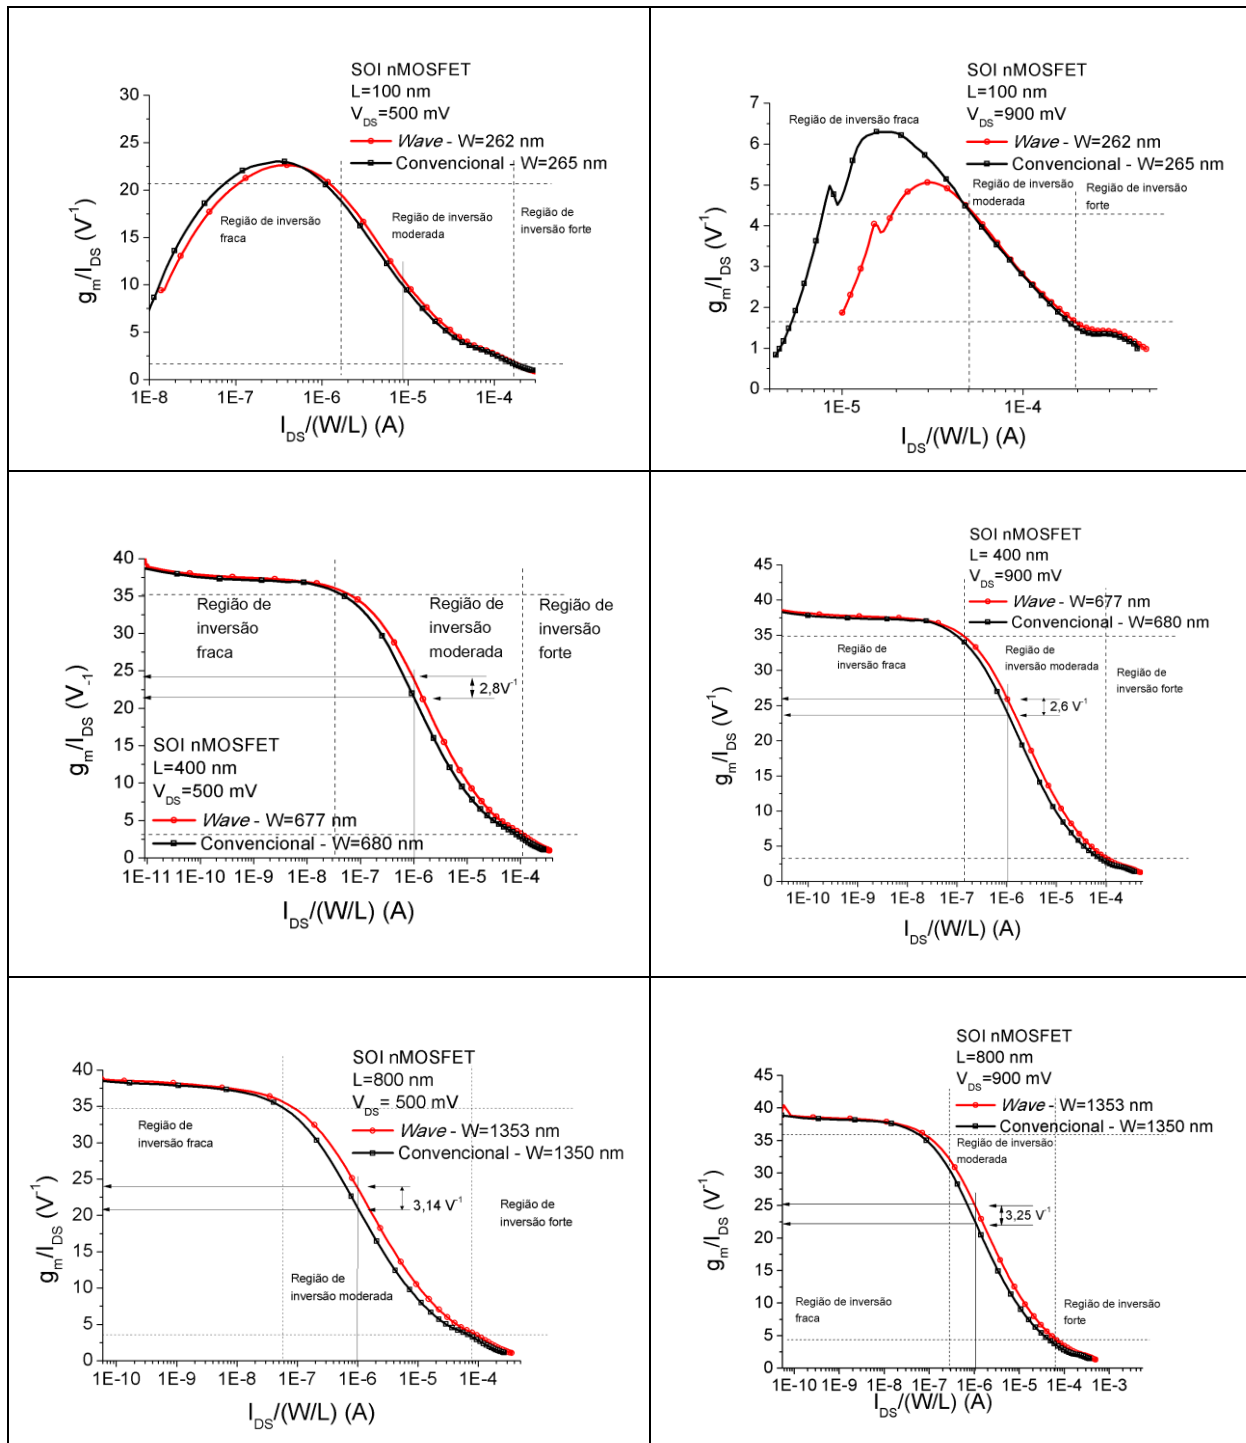 SOI nMOSFET
L=100 nm
V_DS=500 mV
Wave - W=262 nm
Convencional - W=265 nm
Região de inversão
fraca
Região de
inversão
moderada
Região de
inversão forte
30
25
20
15
10
5
0
1E-8 1E-7 1E-6 1E-5 1E-4
g_m/I_DS (V^-1)
I_DS/(W/L) (A)
SOI nMOSFET
L=100 nm
V_DS=900 mV
Wave - W=262 nm
Convencional - W=265 nm
Região de inversão fraca
Região de inversão
moderada
Região de inversão
forte
7
6
5
4
3
2
1
0
1E-5 1E-4
g_m/I_DS (V^-1)
I_DS/(W/L) (A)
40
35
30
25
20
15
10
5
0
Região de
inversão
fraca
Região de
inversão
moderada
Região de
inversão
forte
2,8V^-1
SOI nMOSFET
L=400 nm
V_DS=500 mV
Wave - W=677 nm
Convencional - W=680 nm
1E-11 1E-10 1E-9 1E-8 1E-7 1E-6 1E-5 1E-4
g_m/I_DS (V_-1)
I_DS/(W/L) (A)
SOI nMOSFET
L= 400 nm
V_DS=900 mV
Wave - W=677 nm
Convencional - W=680 nm
45
40
35
30
25
20
15
10
5
0
Região de
inversão fraca
Região de
inversão moderada
Região de
inversão forte
2,6 V^-1
1E-10 1E-9 1E-8 1E-7 1E-6 1E-5 1E-4
g_m/I_DS (V^-1)
I_DS/(W/L) (A)
SOI nMOSFET
L=800 nm
V_DS= 500 mV
Wave - W=1353 nm
Convencional - W=1350 nm
40
35
30
25
20
15
10
5
0
Região de
inversão fraca
3,14 V^-1
Região de
inversão forte
Região de
inversão moderada
1E-10 1E-9 1E-8 1E-7 1E-6 1E-5 1E-4
g_m/I_DS (V^-1)
I_DS/(W/L) (A)
SOI nMOSFET
L=800 nm
V_DS=900 mV
Wave - W=1353 nm
Convencional - W=1350 nm
45
40
35
30
25
20
15
10
5
0
Região de inversão
moderada
3,25 V^-1
Região de inversão
fraca
Região de inversão
forte
1E-10 1E-9 1E-8 1E-7 1E-6 1E-5 1E-4 1E-3
g_m/I_DS (V^-1)
I_DS/(W/L) (A)